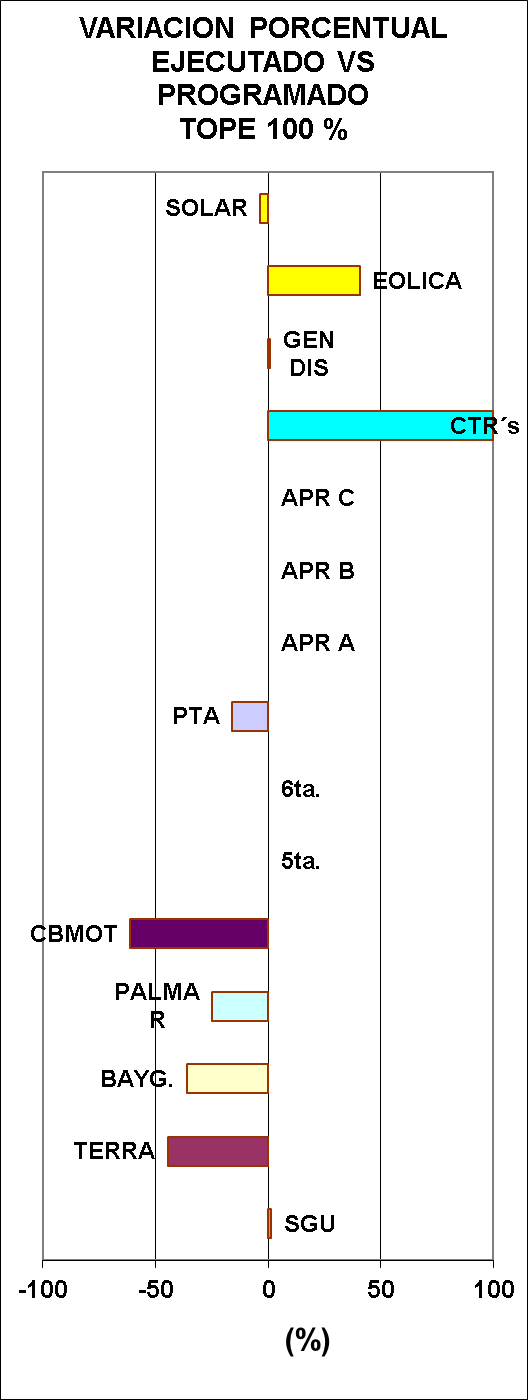 VARIACION PORCENTUAL
EJECUTADO VS
PROGRAMADO
TOPE 100 %
SOLAR
EOLICA
GEN
DIS
CTR´s
APR C
APR B
APR A
PTA
6ta.
5ta.
CBMOT
PALMA
R
BAYG.
TERRA
SGU
-100 -50 0 50 100
(%)